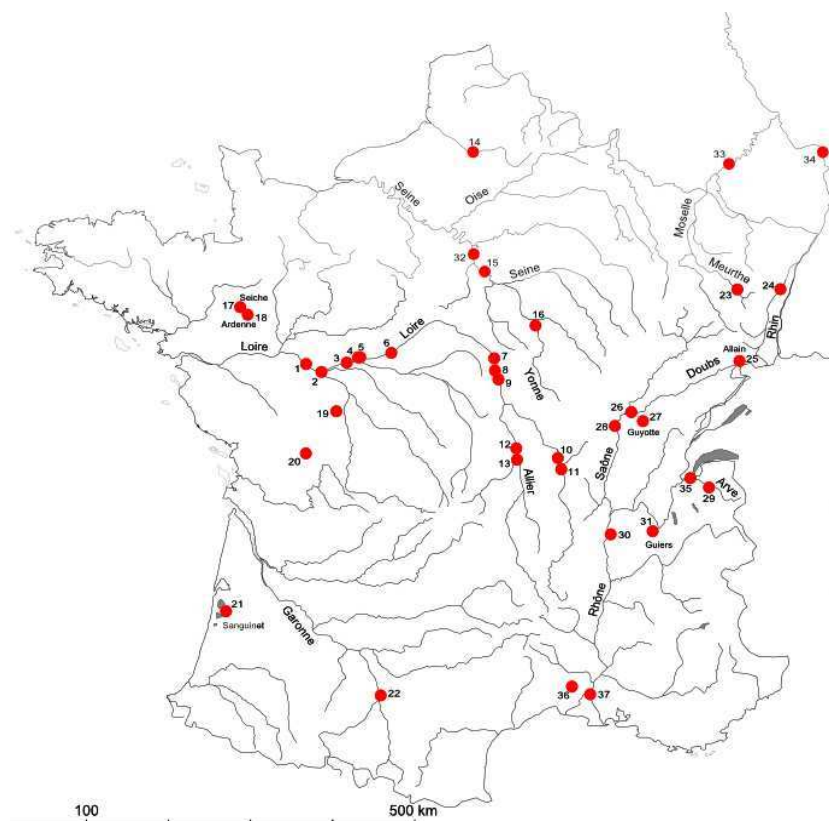 14
33
34
Seine
Oise
Moselle
32
15
Seine
Meurthe
23
24
17
Seiche
18
Ardenne
16
Rhin
Loire
Loire
1
2
3
4
5
6
7
8
9
Yonne
Allain
25
Doubs
19
26
27
28
Guyotte
20
12
13
10
11
Allier
Saône
35
Arve
29
31
30
Guiers
21
Sanguinet
Garonne
Rhône
22
36
37
100
500 km